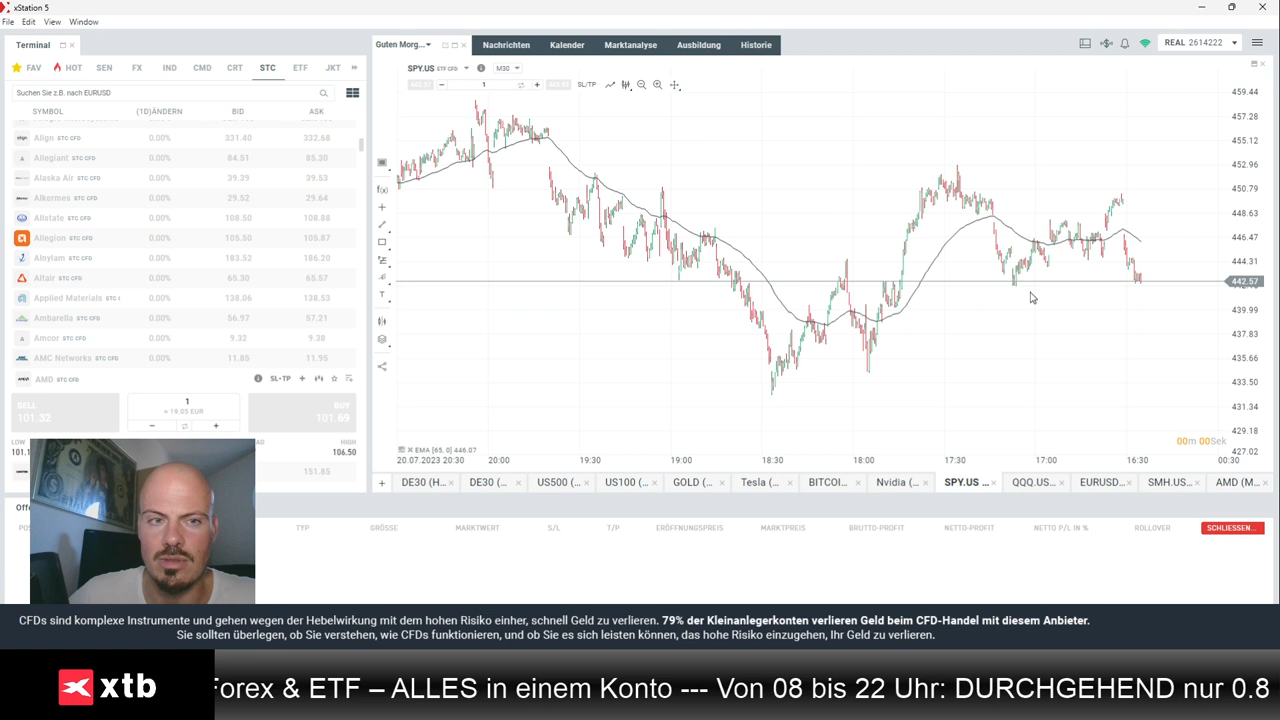 xStation 5
File Edit View Window
Terminal
Guten Morg... Nachrichten Kalender Marktanalyse Ausbildung Historie
REAL 2614222
FAV HOT SEN FX IND CMD CRT STC ETF JKT
Suchen Sie z.B. nach EURUSD
SYMBOL (1D)ÄNDERN BID ASK
Align STC CFD 0.00% 331.40 332.68
Allegiant STC CFD 0.00% 84.51 85.30
Alaska Air STC CFD 0.00% 39.39 39.53
Alkermes STC CFD 0.00% 29.52 29.64
Allstate STC CFD 0.00% 108.50 108.88
Allegion STC CFD 0.00% 105.50 105.87
Alnylam STC CFD 0.00% 183.52 186.20
Altair STC CFD 0.00% 65.30 65.57
Applied Materials STC 0.00% 138.06 138.53
Ambarella STC CFD 0.00% 56.97 57.21
Amcor STC CFD 0.00% 9.32 9.38
AMC Networks STC CFD 0.00% 11.85 11.95
AMD STC CFD SL+TP
SELL 1 BUY
101.32 ≈ 19,05 EUR 101.69
LOW HIGH
106.50
151.85
SPY.US ETF CFD M30
1 SL/TP
459.44
457.28
455.12
452.96
450.79
448.63
446.47
444.31
442.57
439.99
437.83
435.66
433.50
431.34
429.18
427.02
00m 00Sek
EMA [65, 0] 446.07
20.07.2023 20:30 20:00 19:30 19:00 18:30 18:00 17:30 17:00 16:30 00:30
DE30 (H... DE30 (... US500 (... US100 (... GOLD (... Tesla (... BITCOI... Nvidia (... SPY.US ... QQQ.US... EURUSD... SMH.US... AMD (M...
TYP GRÖSSE MARKTWERT S/L T/P ERÖFFNUNGSPREIS MARKTPREIS BRUTTO-PROFIT NETTO-PROFIT NETTO P/L IN % ROLLOVER SCHLIESSEN...
CFDs sind komplexe Instrumente und gehen wegen der Hebelwirkung mit dem hohen Risiko einher, schnell Geld zu verlieren. 79% der Kleinanlegerkonten verlieren Geld beim CFD-Handel mit diesem Anbieter.
Sie sollten überlegen, ob Sie verstehen, wie CFDs funktionieren, und ob Sie es sich leisten können, das hohe Risiko einzugehen, Ihr Geld zu verlieren.
xtb
Forex & ETF – ALLES in einem Konto --- Von 08 bis 22 Uhr: DURCHGEHEND nur 0.8